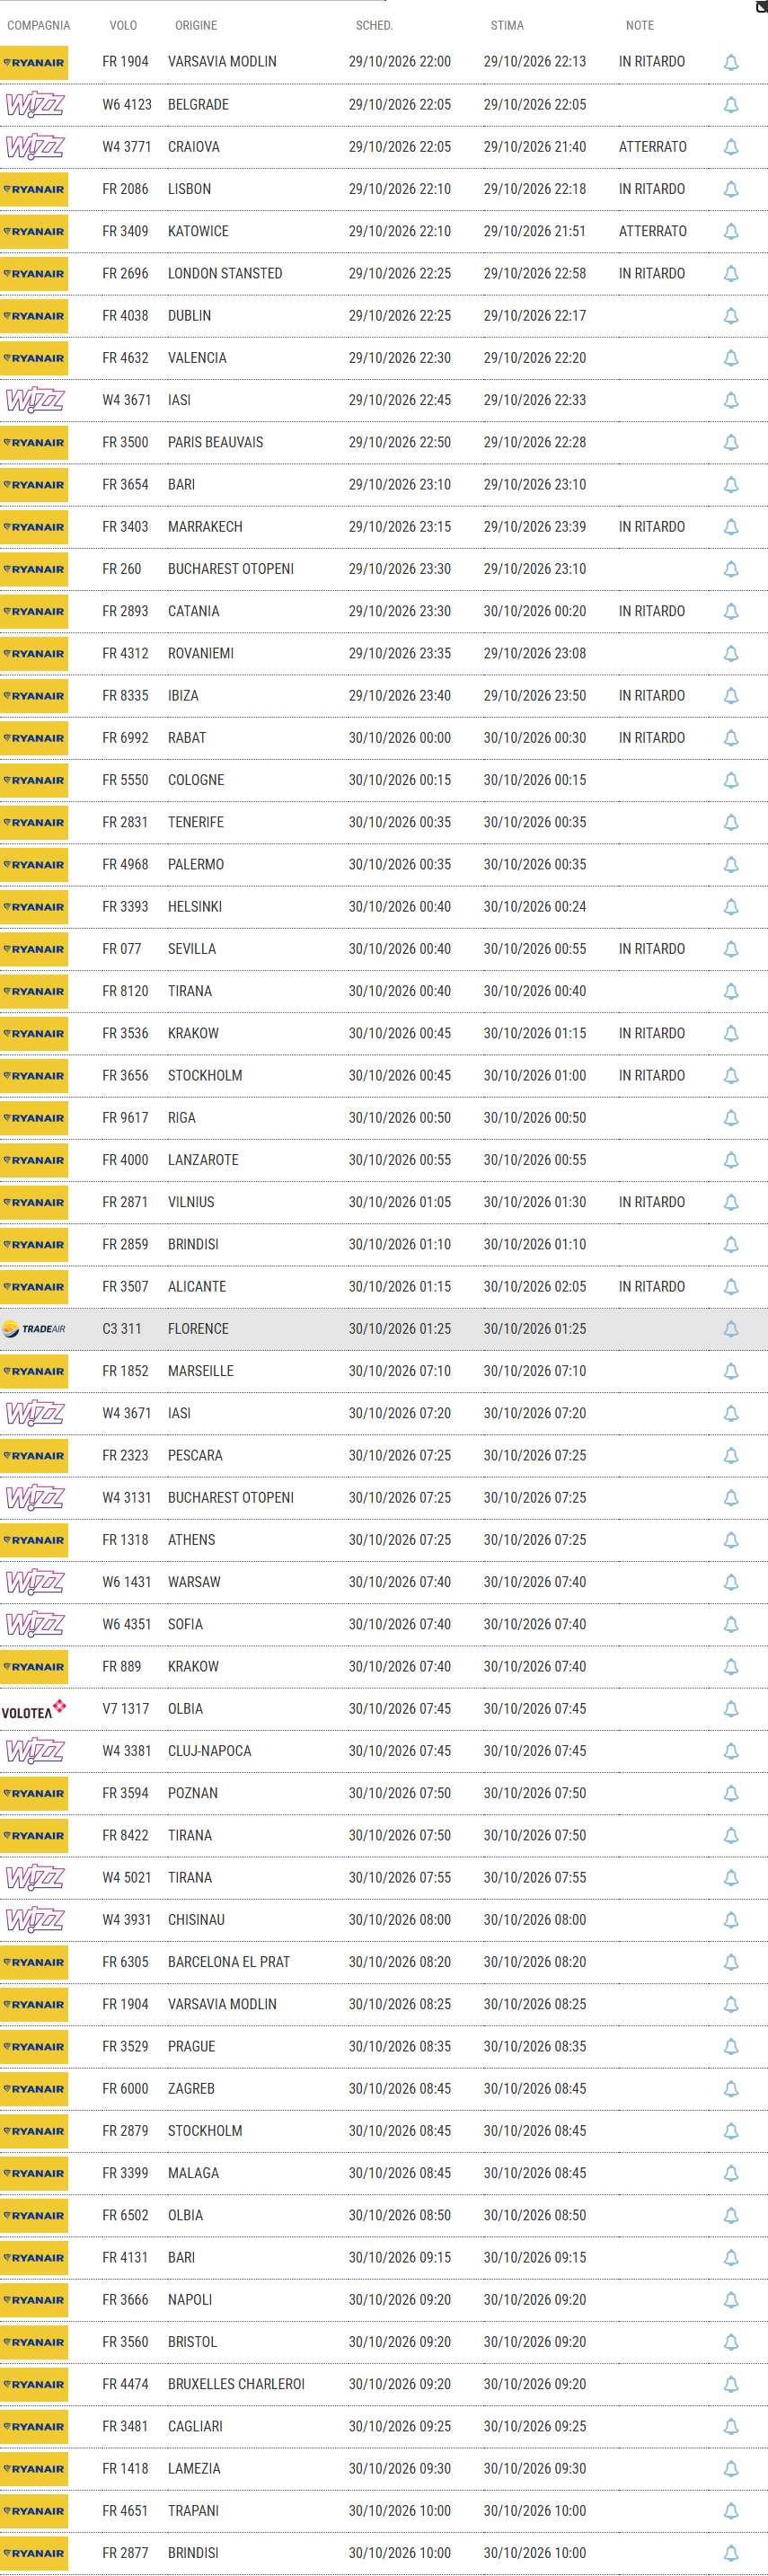 COMPAGNIA VOLO ORIGINE SCHED. STIMA NOTE
RYANAIR FR 1904 VARSAVIA MODLIN 29/10/2026 22:00 29/10/2026 22:13 IN RITARDO
WIZZ W6 4123 BELGRADE 29/10/2026 22:05 29/10/2026 22:05
WIZZ W4 3771 CRAIOVA 29/10/2026 22:05 29/10/2026 21:40 ATTERRATO
RYANAIR FR 2086 LISBON 29/10/2026 22:10 29/10/2026 22:18 IN RITARDO
RYANAIR FR 3409 KATOWICE 29/10/2026 22:10 29/10/2026 21:51 ATTERRATO
RYANAIR FR 2696 LONDON STANSTED 29/10/2026 22:25 29/10/2026 22:58 IN RITARDO
RYANAIR FR 4038 DUBLIN 29/10/2026 22:25 29/10/2026 22:17
RYANAIR FR 4632 VALENCIA 29/10/2026 22:30 29/10/2026 22:20
WIZZ W4 3671 IASI 29/10/2026 22:45 29/10/2026 22:33
RYANAIR FR 3500 PARIS BEAUVAIS 29/10/2026 22:50 29/10/2026 22:28
RYANAIR FR 3654 BARI 29/10/2026 23:10 29/10/2026 23:10
RYANAIR FR 3403 MARRAKECH 29/10/2026 23:15 29/10/2026 23:39 IN RITARDO
RYANAIR FR 260 BUCHAREST OTOPENI 29/10/2026 23:30 29/10/2026 23:10
RYANAIR FR 2893 CATANIA 29/10/2026 23:30 30/10/2026 00:20 IN RITARDO
RYANAIR FR 4312 ROVANIEMI 29/10/2026 23:35 29/10/2026 23:08
RYANAIR FR 8335 IBIZA 29/10/2026 23:40 29/10/2026 23:50 IN RITARDO
RYANAIR FR 6992 RABAT 30/10/2026 00:00 30/10/2026 00:30 IN RITARDO
RYANAIR FR 5550 COLOGNE 30/10/2026 00:15 30/10/2026 00:15
RYANAIR FR 2831 TENERIFE 30/10/2026 00:35 30/10/2026 00:35
RYANAIR FR 4968 PALERMO 30/10/2026 00:35 30/10/2026 00:35
RYANAIR FR 3393 HELSINKI 30/10/2026 00:40 30/10/2026 00:24
RYANAIR FR 077 SEVILLA 30/10/2026 00:40 30/10/2026 00:55 IN RITARDO
RYANAIR FR 8120 TIRANA 30/10/2026 00:40 30/10/2026 00:40
RYANAIR FR 3536 KRAKOW 30/10/2026 00:45 30/10/2026 01:15 IN RITARDO
RYANAIR FR 3656 STOCKHOLM 30/10/2026 00:45 30/10/2026 01:00 IN RITARDO
RYANAIR FR 9617 RIGA 30/10/2026 00:50 30/10/2026 00:50
RYANAIR FR 4000 LANZAROTE 30/10/2026 00:55 30/10/2026 00:55
RYANAIR FR 2871 VILNIUS 30/10/2026 01:05 30/10/2026 01:30 IN RITARDO
RYANAIR FR 2859 BRINDISI 30/10/2026 01:10 30/10/2026 01:10
RYANAIR FR 3507 ALICANTE 30/10/2026 01:15 30/10/2026 02:05 IN RITARDO
TRADEAIR C3 311 FLORENCE 30/10/2026 01:25 30/10/2026 01:25
RYANAIR FR 1852 MARSEILLE 30/10/2026 07:10 30/10/2026 07:10
WIZZ W4 3671 IASI 30/10/2026 07:20 30/10/2026 07:20
RYANAIR FR 2323 PESCARA 30/10/2026 07:25 30/10/2026 07:25
WIZZ W4 3131 BUCHAREST OTOPENI 30/10/2026 07:25 30/10/2026 07:25
RYANAIR FR 1318 ATHENS 30/10/2026 07:25 30/10/2026 07:25
WIZZ W6 1431 WARSAW 30/10/2026 07:40 30/10/2026 07:40
WIZZ W6 4351 SOFIA 30/10/2026 07:40 30/10/2026 07:40
RYANAIR FR 889 KRAKOW 30/10/2026 07:40 30/10/2026 07:40
VOLOTEA V7 1317 OLBIA 30/10/2026 07:45 30/10/2026 07:45
WIZZ W4 3381 CLUJ-NAPOCA 30/10/2026 07:45 30/10/2026 07:45
RYANAIR FR 3594 POZNAN 30/10/2026 07:50 30/10/2026 07:50
RYANAIR FR 8422 TIRANA 30/10/2026 07:50 30/10/2026 07:50
WIZZ W4 5021 TIRANA 30/10/2026 07:55 30/10/2026 07:55
WIZZ W4 3931 CHISINAU 30/10/2026 08:00 30/10/2026 08:00
RYANAIR FR 6305 BARCELONA EL PRAT 30/10/2026 08:20 30/10/2026 08:20
RYANAIR FR 1904 VARSAVIA MODLIN 30/10/2026 08:25 30/10/2026 08:25
RYANAIR FR 3529 PRAGUE 30/10/2026 08:35 30/10/2026 08:35
RYANAIR FR 6000 ZAGREB 30/10/2026 08:45 30/10/2026 08:45
RYANAIR FR 2879 STOCKHOLM 30/10/2026 08:45 30/10/2026 08:45
RYANAIR FR 3399 MALAGA 30/10/2026 08:45 30/10/2026 08:45
RYANAIR FR 6502 OLBIA 30/10/2026 08:50 30/10/2026 08:50
RYANAIR FR 4131 BARI 30/10/2026 09:15 30/10/2026 09:15
RYANAIR FR 3666 NAPOLI 30/10/2026 09:20 30/10/2026 09:20
RYANAIR FR 3560 BRISTOL 30/10/2026 09:20 30/10/2026 09:20
RYANAIR FR 4474 BRUXELLES CHARLEROI 30/10/2026 09:20 30/10/2026 09:20
RYANAIR FR 3481 CAGLIARI 30/10/2026 09:25 30/10/2026 09:25
RYANAIR FR 1418 LAMEZIA 30/10/2026 09:30 30/10/2026 09:30
RYANAIR FR 4651 TRAPANI 30/10/2026 10:00 30/10/2026 10:00
RYANAIR FR 2877 BRINDISI 30/10/2026 10:00 30/10/2026 10:00